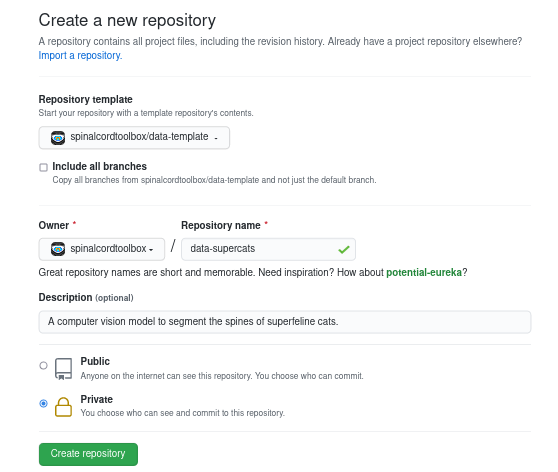 Create a new repository
A repository contains all project files, including the revision history. Already have a project repository elsewhere?
Import a repository.
Repository template
Start your repository with a template repository's contents.
spinalcordtoolbox/data-template
Include all branches
Copy all branches from spinalcordtoolbox/data-template and not just the default branch.
Owner * Repository name *
spinalcordtoolbox / data-supercats
Great repository names are short and memorable. Need inspiration? How about potential-eureka?
Description (optional)
A computer vision model to segment the spines of superfeline cats.
Public
Anyone on the internet can see this repository. You choose who can commit.
Private
You choose who can see and commit to this repository.
Create repository